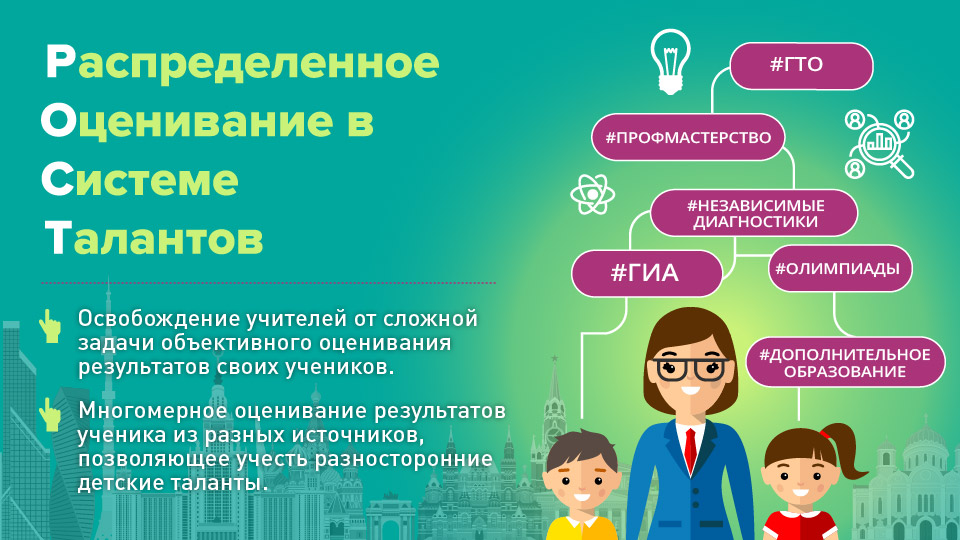 Распределенное
Оценивание в
Системе
Талантов
Освобождение учителей от сложной
задачи объективного оценивания
результатов своих учеников.
Многомерное оценивание результатов
ученика из разных источников,
позволяющее учесть разносторонние
детские таланты.
#ГТО
#ПРОФМАСТЕРСТВО
#НЕЗАВИСИМЫЕ
ДИАГНОСТИКИ
#ГИА
#ОЛИМПИАДЫ
#ДОПОЛНИТЕЛЬНОЕ
ОБРАЗОВАНИЕ